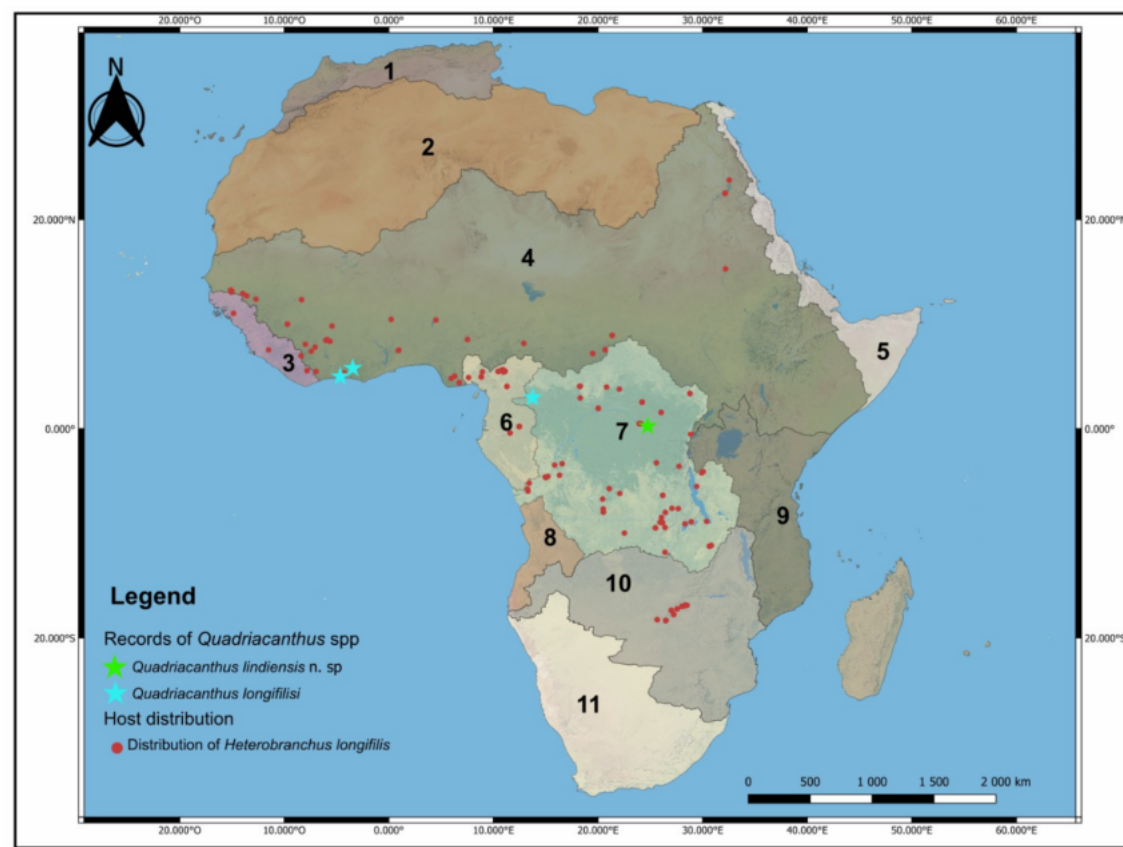 20.000°W 10.000°W 0.000° 10.000°E 20.000°E 30.000°E 40.000°E 50.000°E 60.000°E
N
1
2
20.000°N 20.000°N
4
5
3
6
0.000° 7 0.000°
9
8
10
Legend
Records of Quadriacanthus spp
20.000°S 20.000°S
Quadriacanthus lindiensis n. sp
Quadriacanthus longifilisi
11
Host distribution
Distribution of Heterobranchus longifilis
0 500 1 000 1 500 2 000 km
20.000°W 10.000°W 0.000° 10.000°E 20.000°E 30.000°E 40.000°E 50.000°E 60.000°E